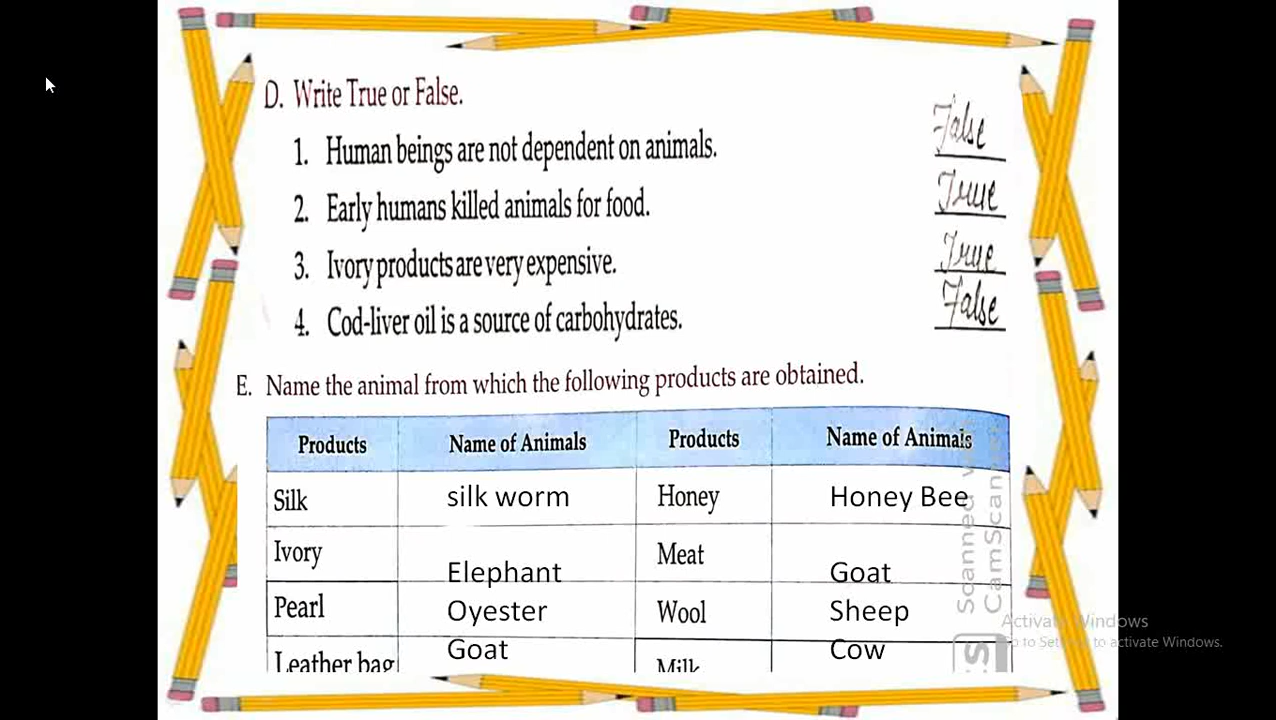 D. Write True or False.
1. Human beings are not dependent on animals. False
2. Early humans killed animals for food. True
3. Ivory products are very expensive. True
4. Cod-liver oil is a source of carbohydrates. False
E. Name the animal from which the following products are obtained.
Products Name of Animals Products Name of Animals
Silk silk worm Honey Honey Bee
Ivory Elephant Meat Goat
Pearl Oyester Wool Sheep
Leather bag Goat Milk Cow
Scanned w
CamScan
Activate Windows
Go to Settings to activate Windows.